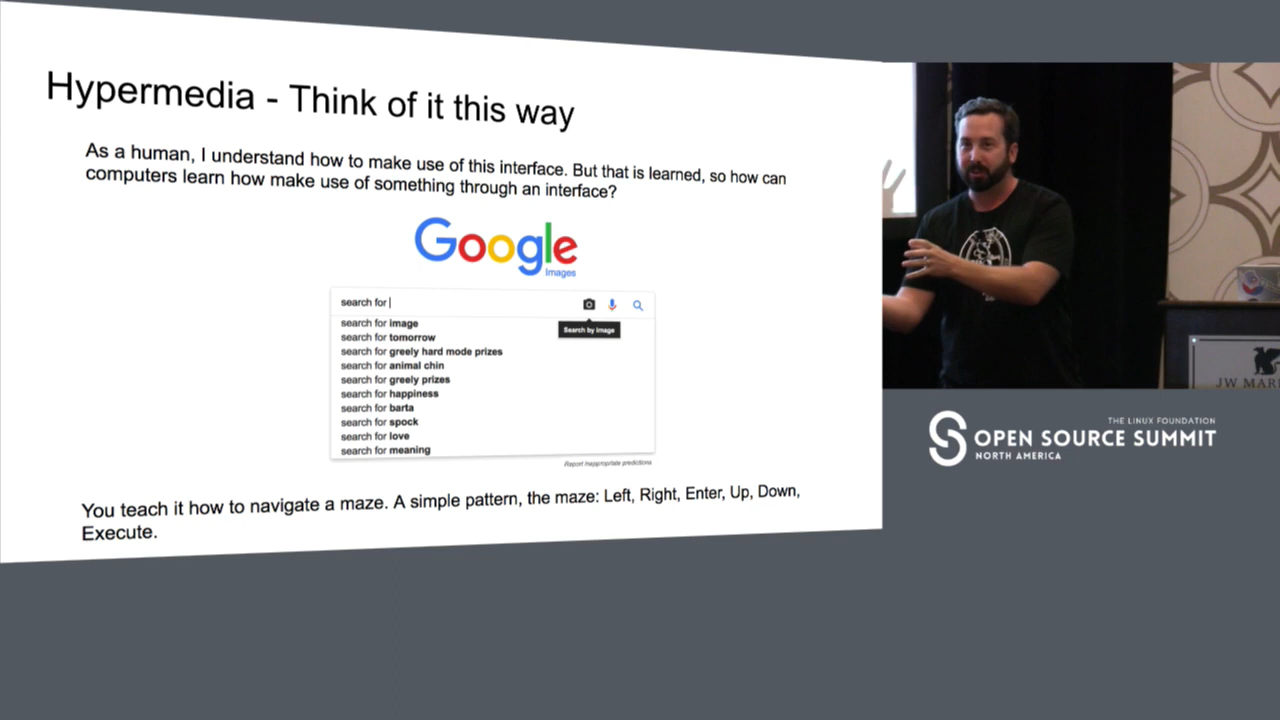 Hypermedia - Think of it this way
As a human, I understand how to make use of this interface. But that is learned, so how can
computers learn how make use of something through an interface?
Google
Images
search for
Search by image
search for image
search for tomorrow
search for greely hard mode prizes
search for animal chin
search for greely prizes
search for happiness
search for barta
search for spock
search for love
search for meaning
Report inappropriate predictions
You teach it how to navigate a maze. A simple pattern, the maze: Left, Right, Enter, Up, Down,
Execute.
JW MAR
THE LINUX FOUNDATION
OPEN SOURCE SUMMIT
NORTH AMERICA